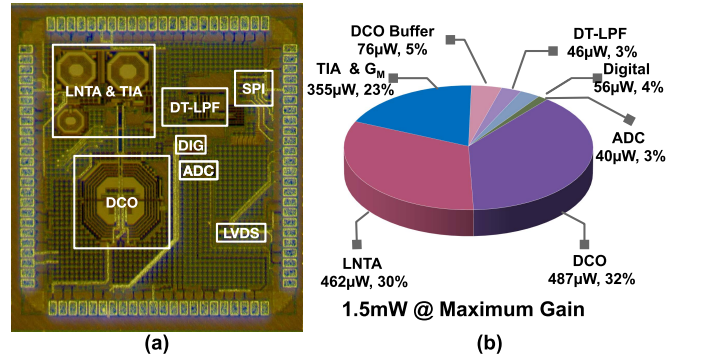 LNTA & TIA
DT-LPF
SPI
DIG
ADC
DCO
LVDS
(a)
DCO Buffer
76µW, 5%
DT-LPF
46µW, 3%
TIA & GM
355µW, 23%
Digital
56µW, 4%
ADC
40µW, 3%
LNTA
462µW, 30%
DCO
487µW, 32%
1.5mW @ Maximum Gain
(b)